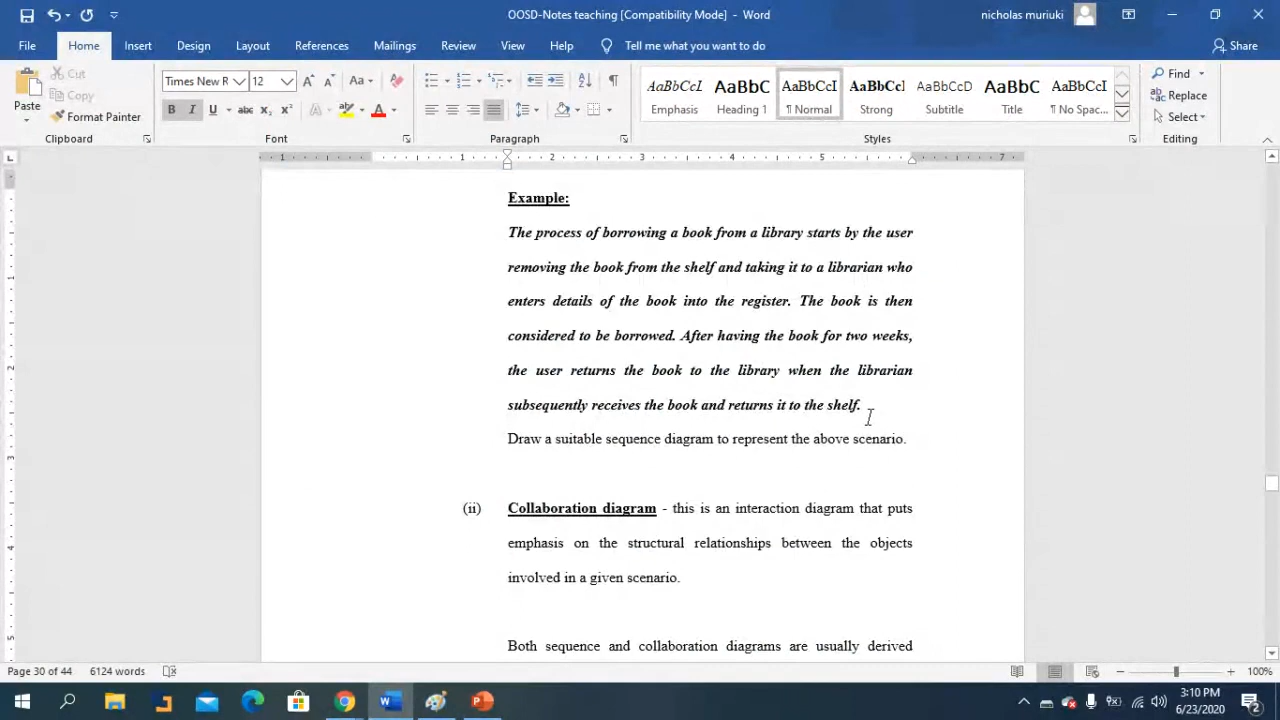 OOSD-Notes teaching [Compatibility Mode] - Word
nicholas muriuki
File Home Insert Design Layout References Mailings Review View Help Tell me what you want to do Share
Paste
Cut
Copy
Format Painter
Clipboard
Times New R 12
Font
Paragraph
AaBbCcI AaBbC AaBbCcI AaBbCcl AaBbCcD AaBbC AaBbCcI
Emphasis Heading 1 ¶ Normal Strong Subtitle Title ¶ No Spac...
Styles
Find
Replace
Select
Editing
1 1 2 3 4 5 7
Example:
The process of borrowing a book from a library starts by the user
removing the book from the shelf and taking it to a librarian who
enters details of the book into the register. The book is then
considered to be borrowed. After having the book for two weeks,
the user returns the book to the library when the librarian
subsequently receives the book and returns it to the shelf.
Draw a suitable sequence diagram to represent the above scenario.
(ii) Collaboration diagram - this is an interaction diagram that puts
emphasis on the structural relationships between the objects
involved in a given scenario.
Both sequence and collaboration diagrams are usually derived
Page 30 of 44 6124 words 100%
3:10 PM
6/23/2020